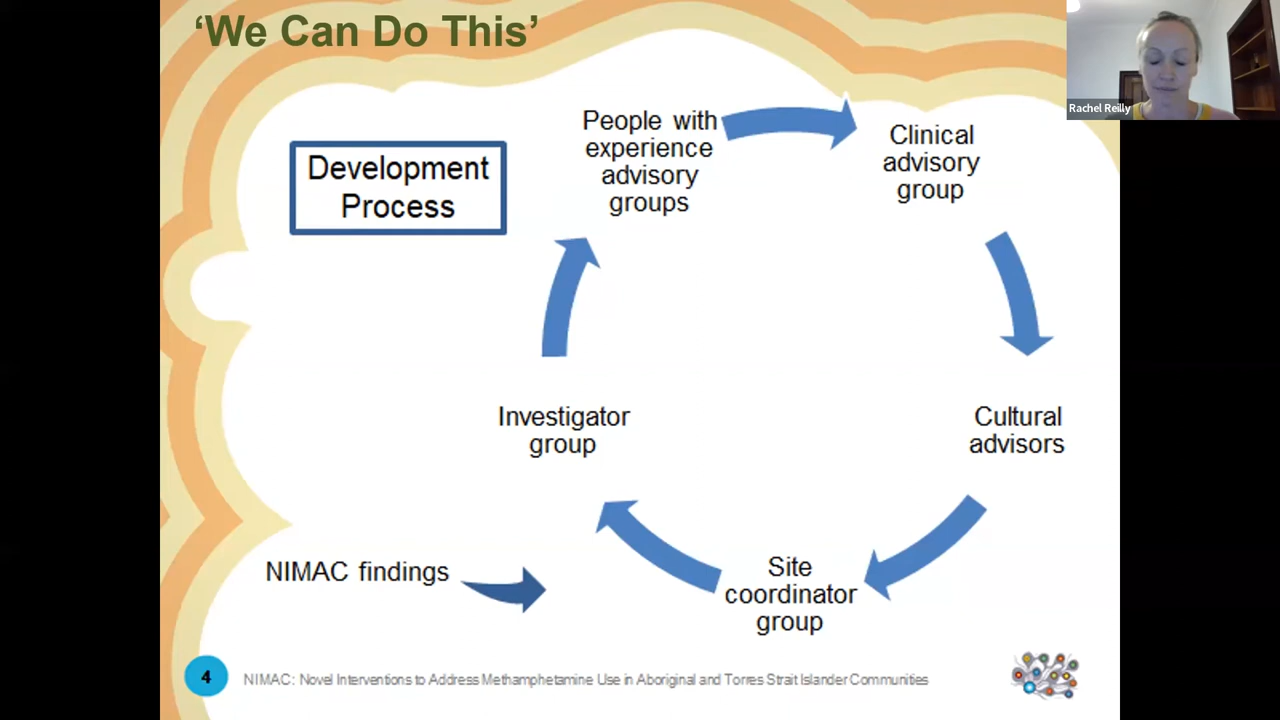 ‘We Can Do This’
Rachel Reilly
Development
Process
People with
experience
advisory
groups
Clinical
advisory
group
Cultural
advisors
Site
coordinator
group
Investigator
group
NIMAC findings
4
NIMAC: Novel Interventions to Address Methamphetamine Use in Aboriginal and Torres Strait Islander Communities